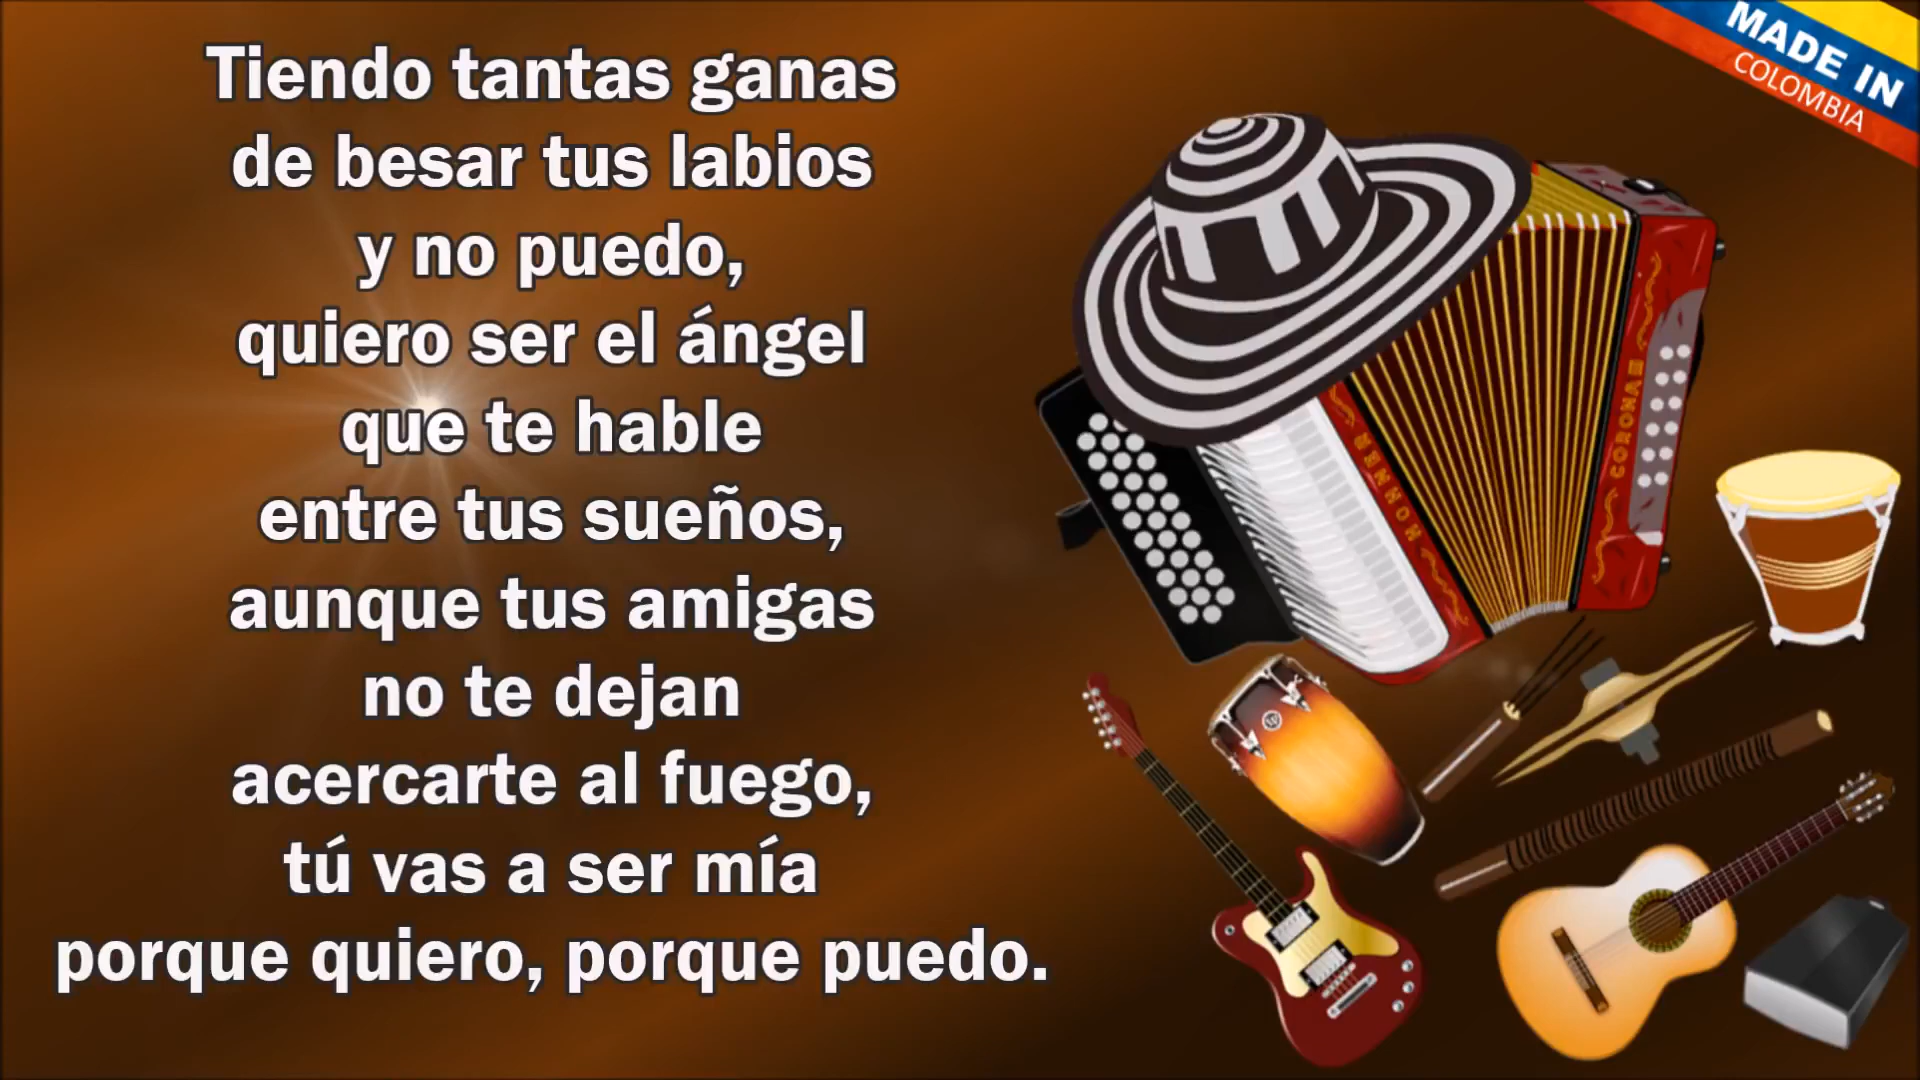 Tiendo tantas ganas
de besar tus labios
y no puedo,
quiero ser el ángel
que te hable
entre tus sueños,
aunque tus amigas
no te dejan
acercarte al fuego,
tú vas a ser mía
porque quiero, porque puedo.
MADE IN
COLOMBIA
CORONA III